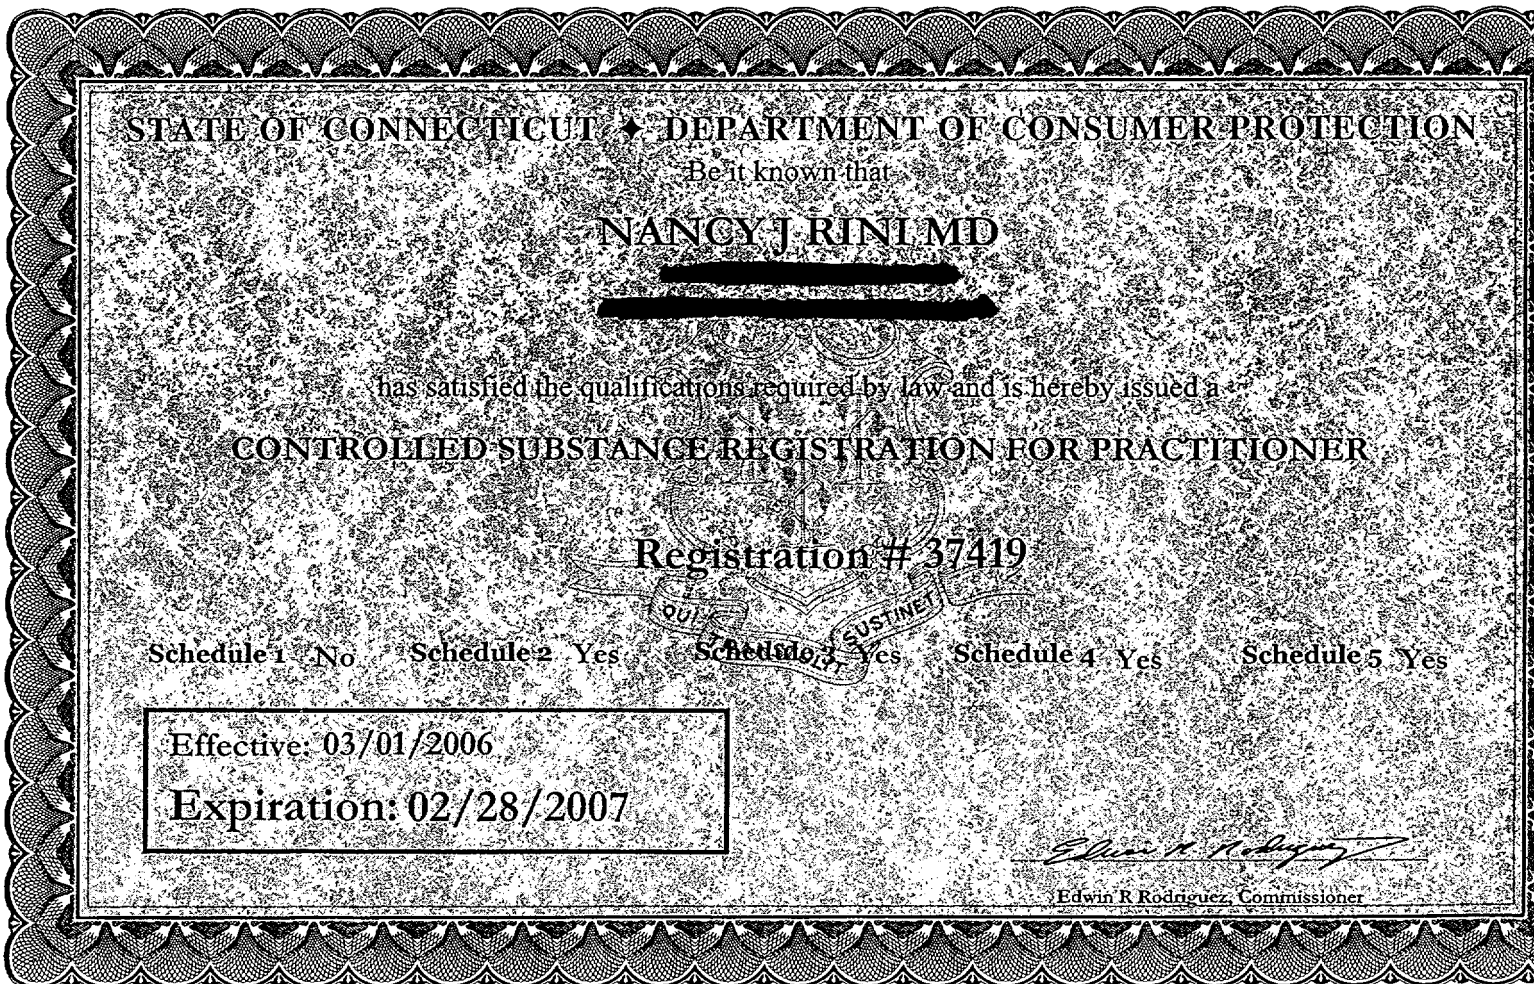 STATE OF CONNECTICUT ✦ DEPARTMENT OF CONSUMER PROTECTION
Be it known that
NANCY J RINI MD
has satisfied the qualifications required by law and is hereby issued a
CONTROLLED SUBSTANCE REGISTRATION FOR PRACTITIONER
Registration # 37419
QUI TRANSTULIT SUSTINET
Schedule 1 No Schedule 2 Yes Schedule 3 Yes Schedule 4 Yes Schedule 5 Yes
Effective: 03/01/2006
Expiration: 02/28/2007
Edwin R Rodriguez
Edwin R Rodriguez, Commissioner